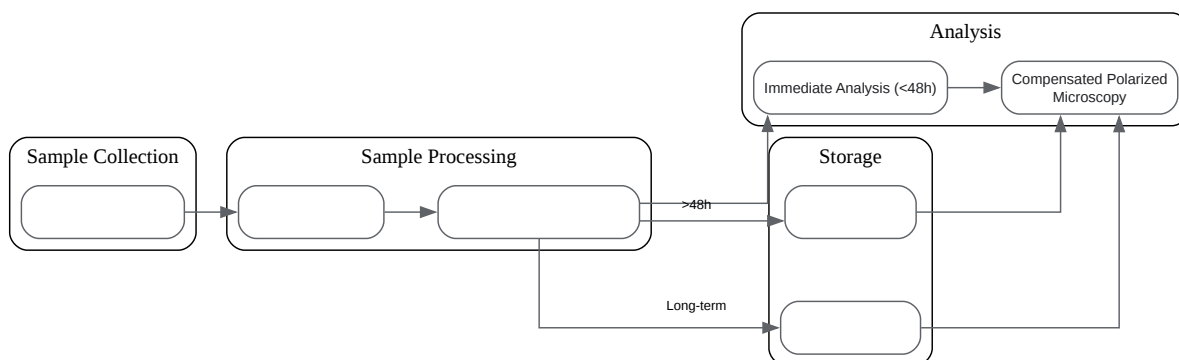 Analysis
Immediate Analysis (<48h)
Compensated Polarized
Microscopy
Sample Collection
Sample Processing
Storage
>48h
Long-term